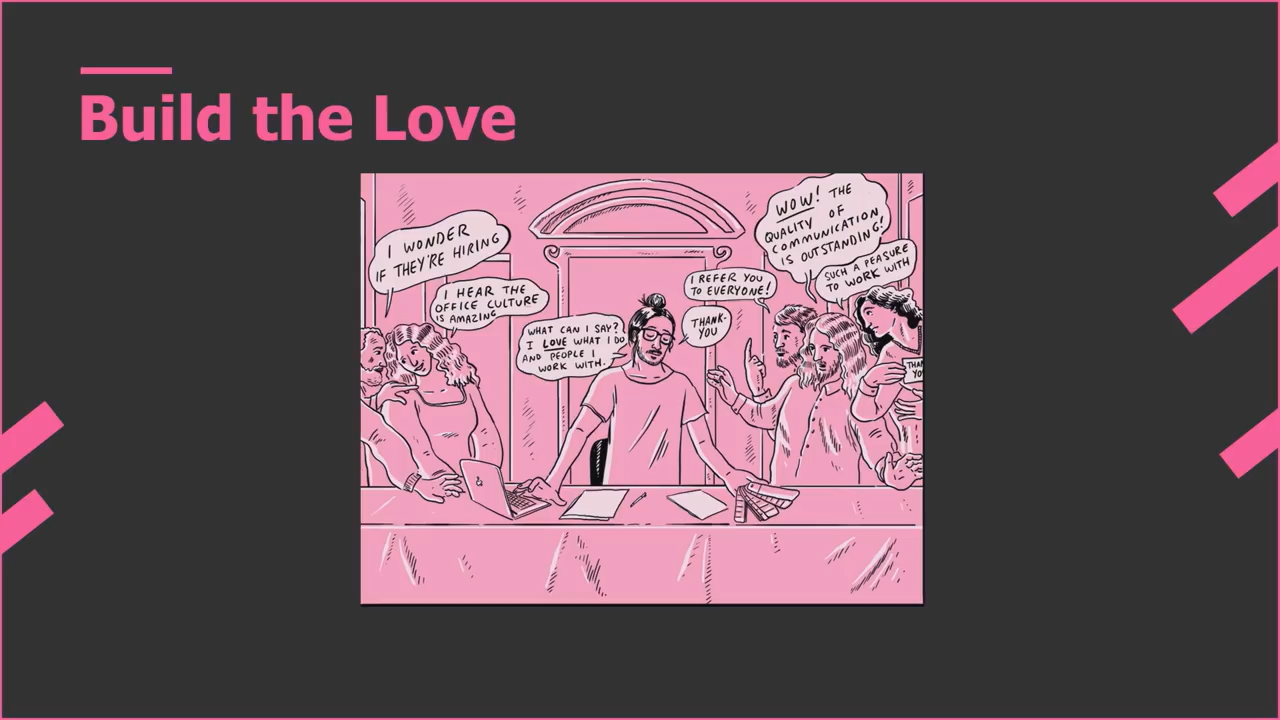 Build the Love
I WONDER
IF THEY'RE HIRING
I HEAR THE
OFFICE CULTURE
IS AMAZING
WHAT CAN I SAY?
I LOVE WHAT I DO
AND PEOPLE I
WORK WITH.
THANK-
YOU
I REFER YOU
TO EVERYONE!
WOW! THE
QUALITY OF
COMMUNICATION
IS OUTSTANDING!
SUCH A PEASURE
TO WORK WITH